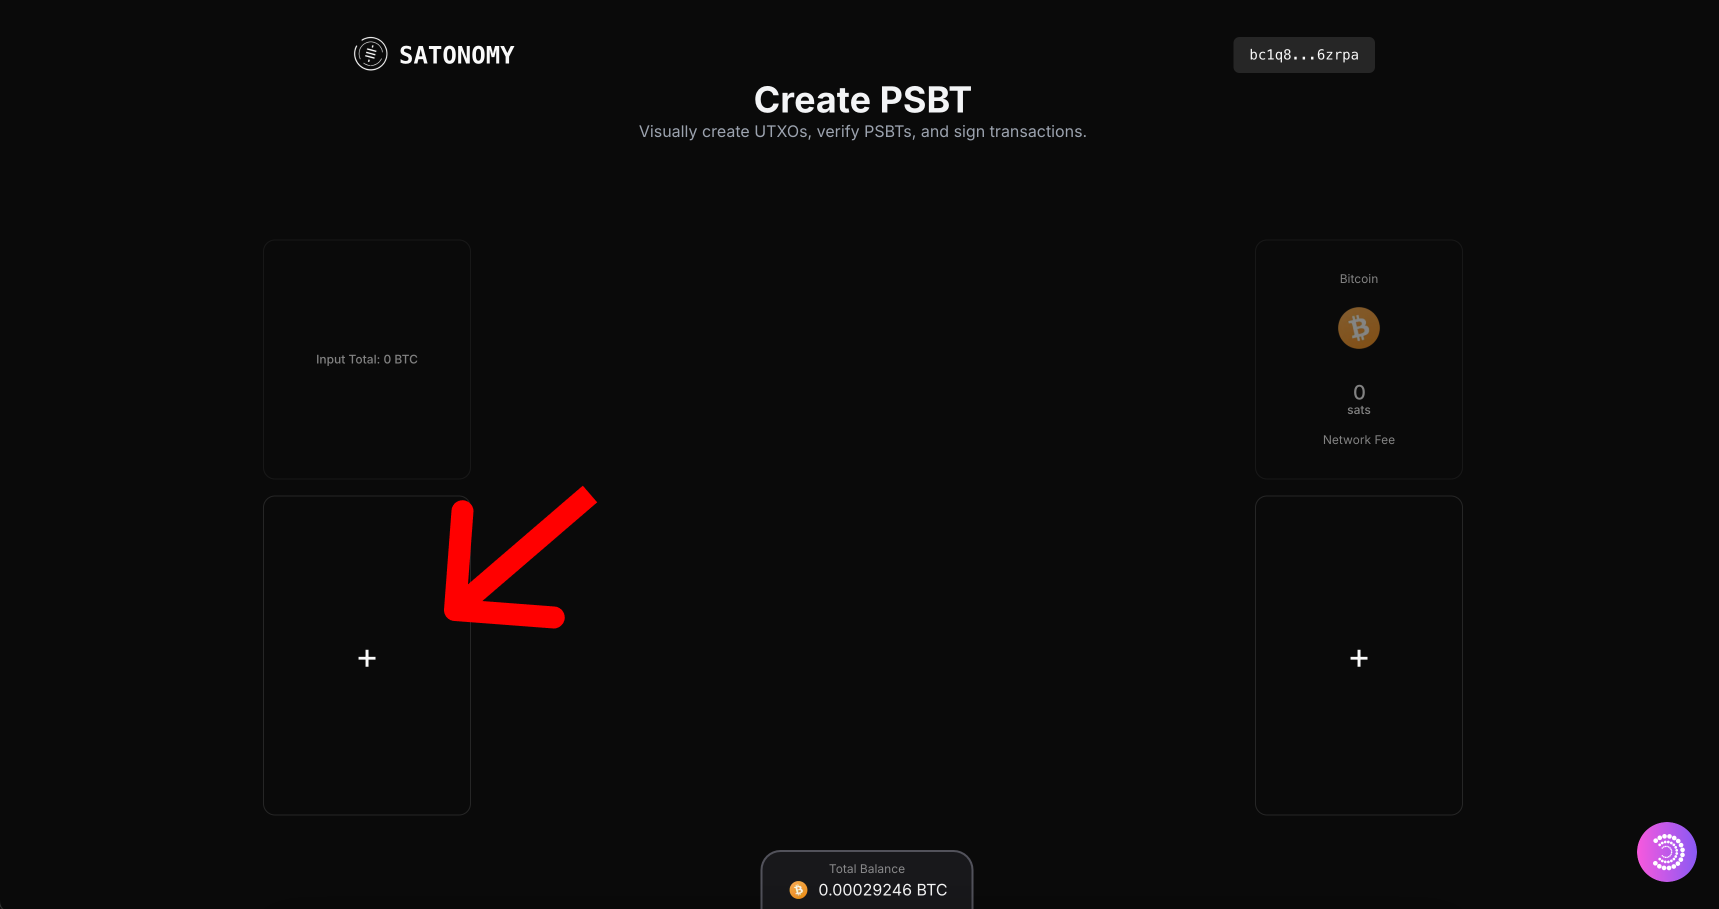 SATONOMY
bc1q8...6zrpa
Create PSBT
Visually create UTXOs, verify PSBTs, and sign transactions.
Input Total: 0 BTC
Bitcoin
0
sats
Network Fee
+
+
Total Balance
0.00029246 BTC